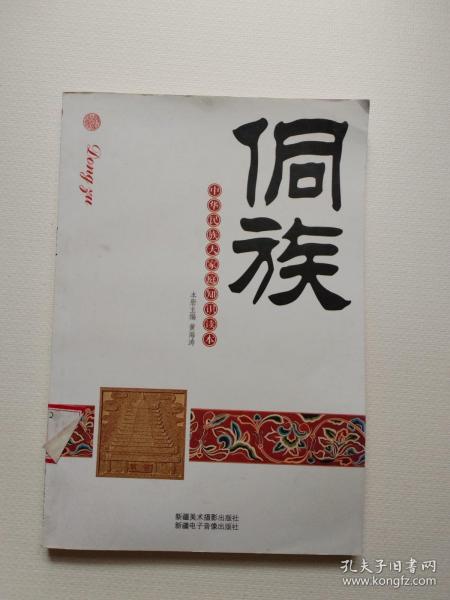 侗族
Dong zu
中华民族大家庭知识读本
本册主编 黄海涛
新疆美术摄影出版社
新疆电子音像出版社
孔夫子旧书网
www.kongfz.com